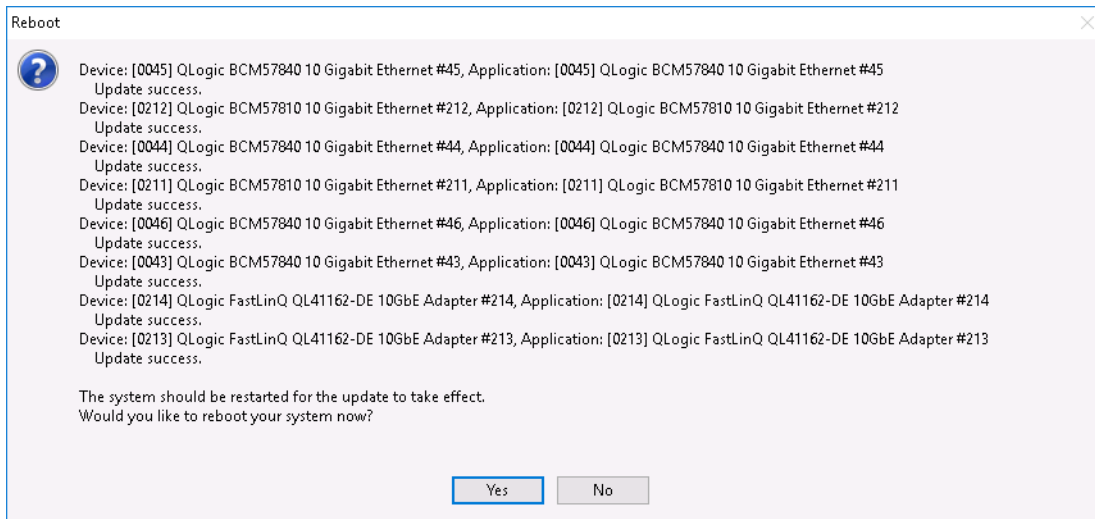 Reboot
Device: [0045] QLogic BCM57840 10 Gigabit Ethernet #45, Application: [0045] QLogic BCM57840 10 Gigabit Ethernet #45
Update success.
Device: [0212] QLogic BCM57810 10 Gigabit Ethernet #212, Application: [0212] QLogic BCM57810 10 Gigabit Ethernet #212
Update success.
Device: [0044] QLogic BCM57840 10 Gigabit Ethernet #44, Application: [0044] QLogic BCM57840 10 Gigabit Ethernet #44
Update success.
Device: [0211] QLogic BCM57810 10 Gigabit Ethernet #211, Application: [0211] QLogic BCM57810 10 Gigabit Ethernet #211
Update success.
Device: [0046] QLogic BCM57840 10 Gigabit Ethernet #46, Application: [0046] QLogic BCM57840 10 Gigabit Ethernet #46
Update success.
Device: [0043] QLogic BCM57840 10 Gigabit Ethernet #43, Application: [0043] QLogic BCM57840 10 Gigabit Ethernet #43
Update success.
Device: [0214] QLogic FastLinQ QL41162-DE 10GbE Adapter #214, Application: [0214] QLogic FastLinQ QL41162-DE 10GbE Adapter #214
Update success.
Device: [0213] QLogic FastLinQ QL41162-DE 10GbE Adapter #213, Application: [0213] QLogic FastLinQ QL41162-DE 10GbE Adapter #213
Update success.
The system should be restarted for the update to take effect.
Would you like to reboot your system now?
Yes
No